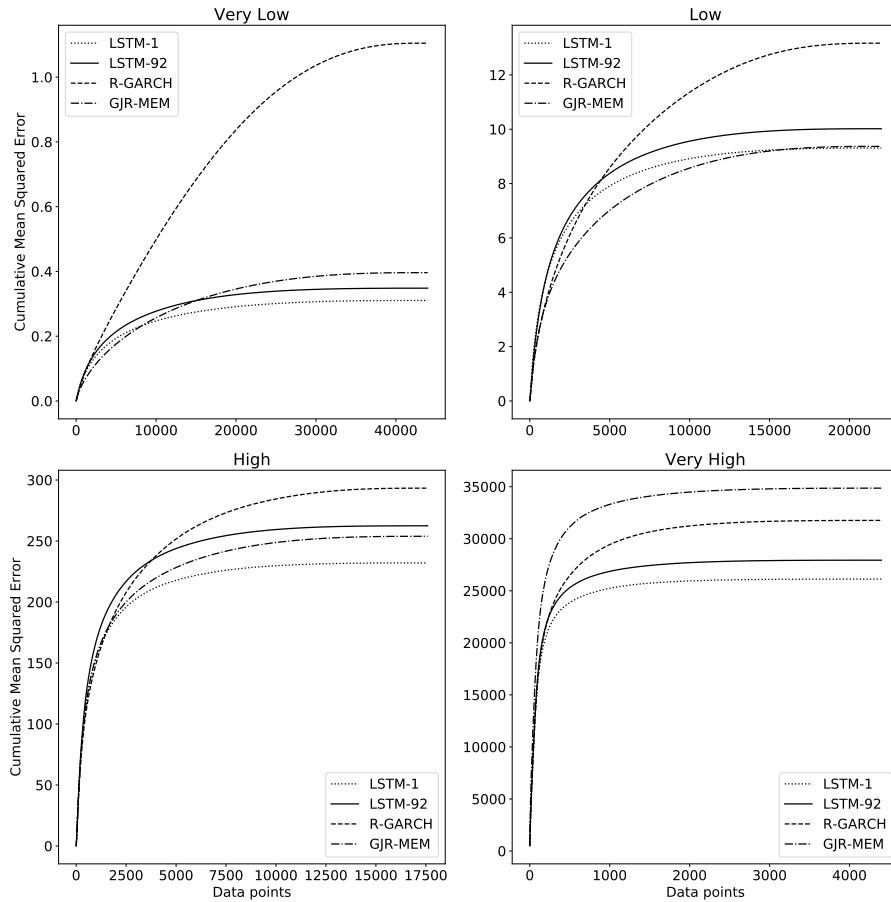 Very Low
Cumulative Mean Squared Error
1.0
0.8
0.6
0.4
0.2
0.0
LSTM-1
LSTM-92
R-GARCH
GJR-MEM
0 10000 20000 30000 40000
Low
12
10
8
6
4
2
0
LSTM-1
LSTM-92
R-GARCH
GJR-MEM
0 5000 10000 15000 20000
High
Cumulative Mean Squared Error
300
250
200
150
100
50
0
LSTM-1
LSTM-92
R-GARCH
GJR-MEM
0 2500 5000 7500 10000 12500 15000 17500
Data points
Very High
35000
30000
25000
20000
15000
10000
5000
0
LSTM-1
LSTM-92
R-GARCH
GJR-MEM
0 1000 2000 3000 4000
Data points